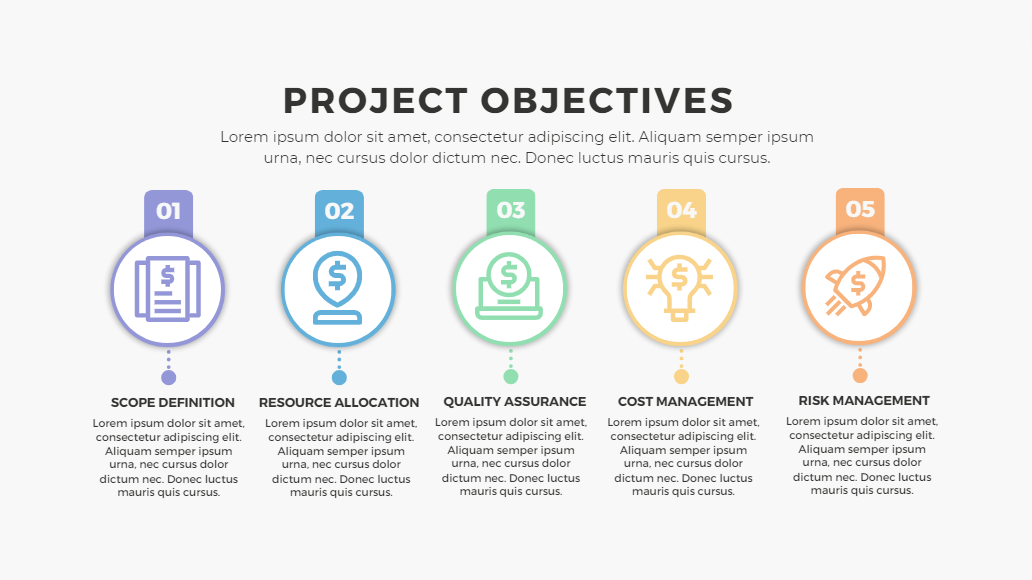 PROJECT OBJECTIVES
Lorem ipsum dolor sit amet, consectetur adipiscing elit. Aliquam semper ipsum
urna, nec cursus dolor dictum nec. Donec luctus mauris quis cursus.
01
$
SCOPE DEFINITION
Lorem ipsum dolor sit amet,
consectetur adipiscing elit.
Aliquam semper ipsum
urna, nec cursus dolor
dictum nec. Donec luctus
mauris quis cursus.
02
$
RESOURCE ALLOCATION
Lorem ipsum dolor sit amet,
consectetur adipiscing elit.
Aliquam semper ipsum
urna, nec cursus dolor
dictum nec. Donec luctus
mauris quis cursus.
03
$
QUALITY ASSURANCE
Lorem ipsum dolor sit amet,
consectetur adipiscing elit.
Aliquam semper ipsum
urna, nec cursus dolor
dictum nec. Donec luctus
mauris quis cursus.
04
$
COST MANAGEMENT
Lorem ipsum dolor sit amet,
consectetur adipiscing elit.
Aliquam semper ipsum
urna, nec cursus dolor
dictum nec. Donec luctus
mauris quis cursus.
05
$
RISK MANAGEMENT
Lorem ipsum dolor sit amet,
consectetur adipiscing elit.
Aliquam semper ipsum
urna, nec cursus dolor
dictum nec. Donec luctus
mauris quis cursus.